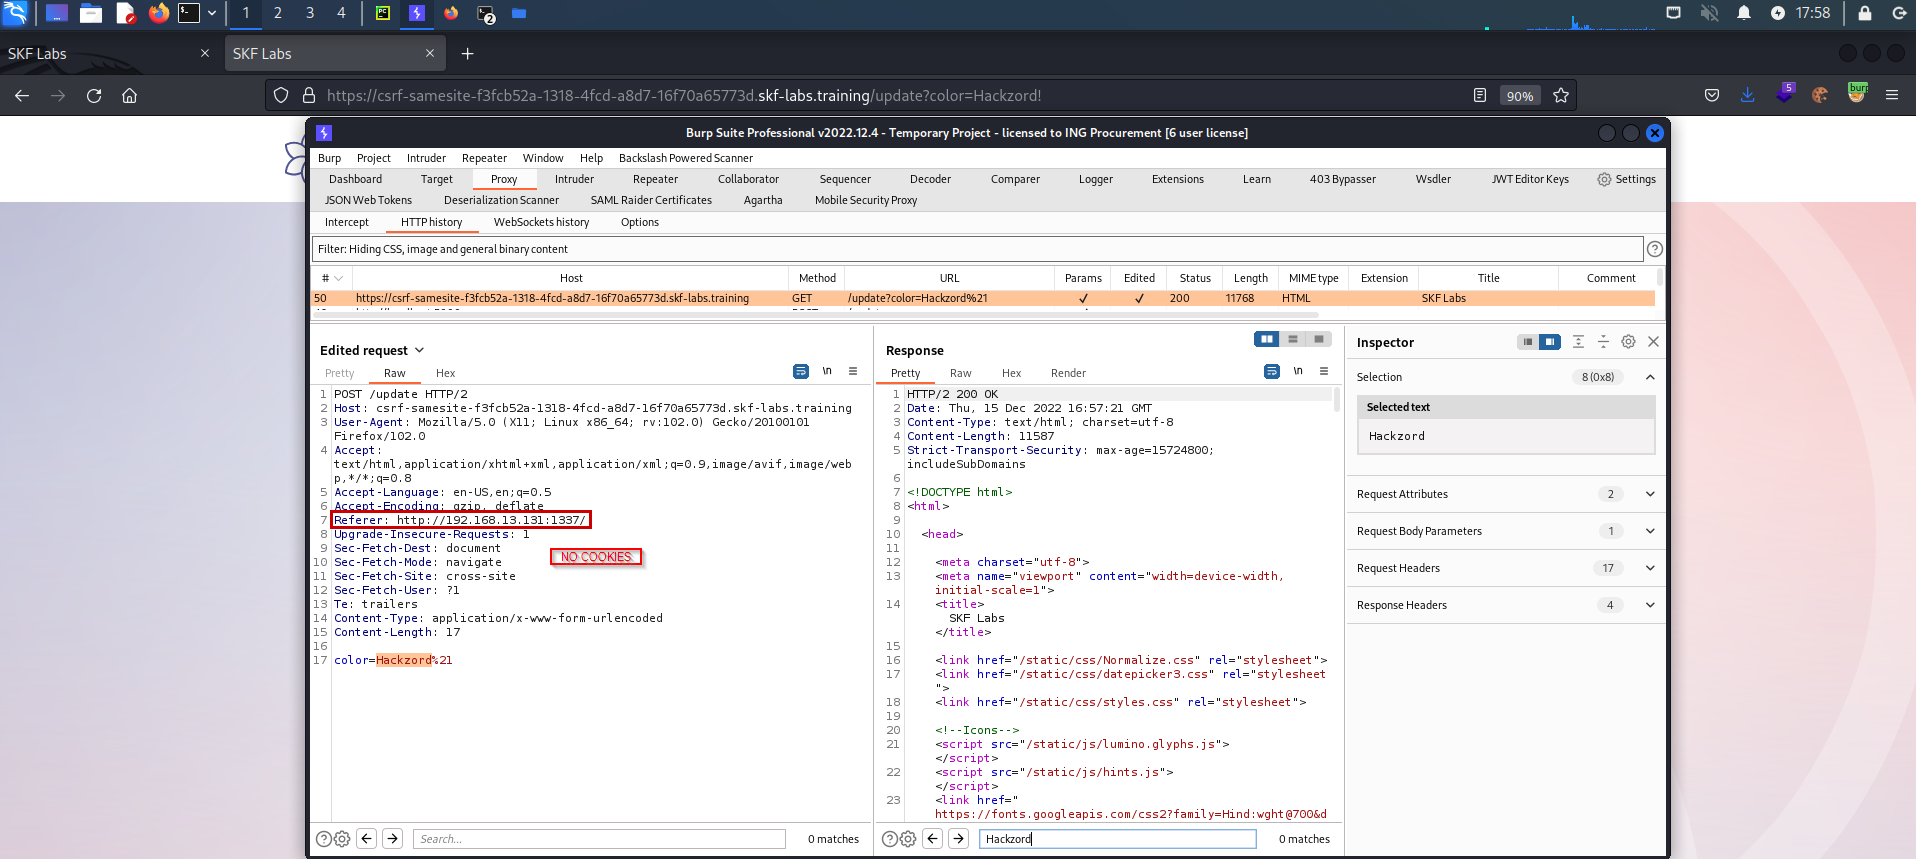 1 2 3 4 PC 2 17:58
SKF Labs × SKF Labs × +
https://csrf-samesite-f3fcb52a-1318-4fcd-a8d7-16f70a65773d.skf-labs.training/update?color=Hackzord! 90% 5 burp
Burp Suite Professional v2022.12.4 - Temporary Project - licensed to ING Procurement [6 user license]
Burp Project Intruder Repeater Window Help Backslash Powered Scanner
Dashboard Target Proxy Intruder Repeater Collaborator Sequencer Decoder Comparer Logger Extensions Learn 403 Bypasser Wsdler JWT Editor Keys Settings
JSON Web Tokens Deserialization Scanner SAML Raider Certificates Agartha Mobile Security Proxy
Intercept HTTP history WebSockets history Options
Filter: Hiding CSS, image and general binary content
# Host Method URL Params Edited Status Length MIME type Extension Title Comment
50 https://csrf-samesite-f3fcb52a-1318-4fcd-a8d7-16f70a65773d.skf-labs.training GET /update?color=Hackzord%21 ✓ ✓ 200 11768 HTML SKF Labs
Edited request
Pretty Raw Hex \n
1 POST /update HTTP/2
2 Host: csrf-samesite-f3fcb52a-1318-4fcd-a8d7-16f70a65773d.skf-labs.training
3 User-Agent: Mozilla/5.0 (X11; Linux x86_64; rv:102.0) Gecko/20100101
Firefox/102.0
4 Accept:
text/html,application/xhtml+xml,application/xml;q=0.9,image/avif,image/web
p,*/*;q=0.8
5 Accept-Language: en-US,en;q=0.5
6 Accept-Encoding: gzip, deflate
7 Referer: http://192.168.13.131:1337/
8 Upgrade-Insecure-Requests: 1
9 Sec-Fetch-Dest: document
NO COOKIES
10 Sec-Fetch-Mode: navigate
11 Sec-Fetch-Site: cross-site
12 Sec-Fetch-User: ?1
13 Te: trailers
14 Content-Type: application/x-www-form-urlencoded
15 Content-Length: 17
16
17 color=Hackzord%21
Search... 0 matches
Response
Pretty Raw Hex Render \n
1 HTTP/2 200 OK
2 Date: Thu, 15 Dec 2022 16:57:21 GMT
3 Content-Type: text/html; charset=utf-8
4 Content-Length: 11587
5 Strict-Transport-Security: max-age=15724800;
includeSubDomains
6
7 <!DOCTYPE html>
8 <html>
9
10 <head>
11
12 <meta charset="utf-8">
13 <meta name="viewport" content="width=device-width,
initial-scale=1">
14 <title>
SKF Labs
</title>
15
16 <link href="/static/css/Normalize.css" rel="stylesheet">
17 <link href="/static/css/datepicker3.css" rel="stylesheet
">
18 <link href="/static/css/styles.css" rel="stylesheet">
19
20 <!--Icons-->
21 <script src="/static/js/lumino.glyphs.js">
</script>
22 <script src="/static/js/hints.js">
</script>
23 <link href="
https://fonts.googleapis.com/css2?family=Hind:wght@700&d
Hackzord 0 matches
Inspector
Selection 8 (0x8)
Selected text
Hackzord
Request Attributes 2
Request Body Parameters 1
Request Headers 17
Response Headers 4